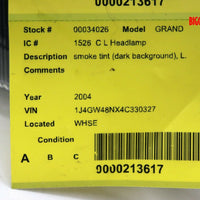 0000213617
BIGG
Stock # 00034026 Model GRAND
IC # 1526 C L Headlamp
Description smoke tint (dark background), L.
Comments
Year 2004
VIN 1J4GW48NX4C330327
Located WHSE
Condition
A B C
0000213617